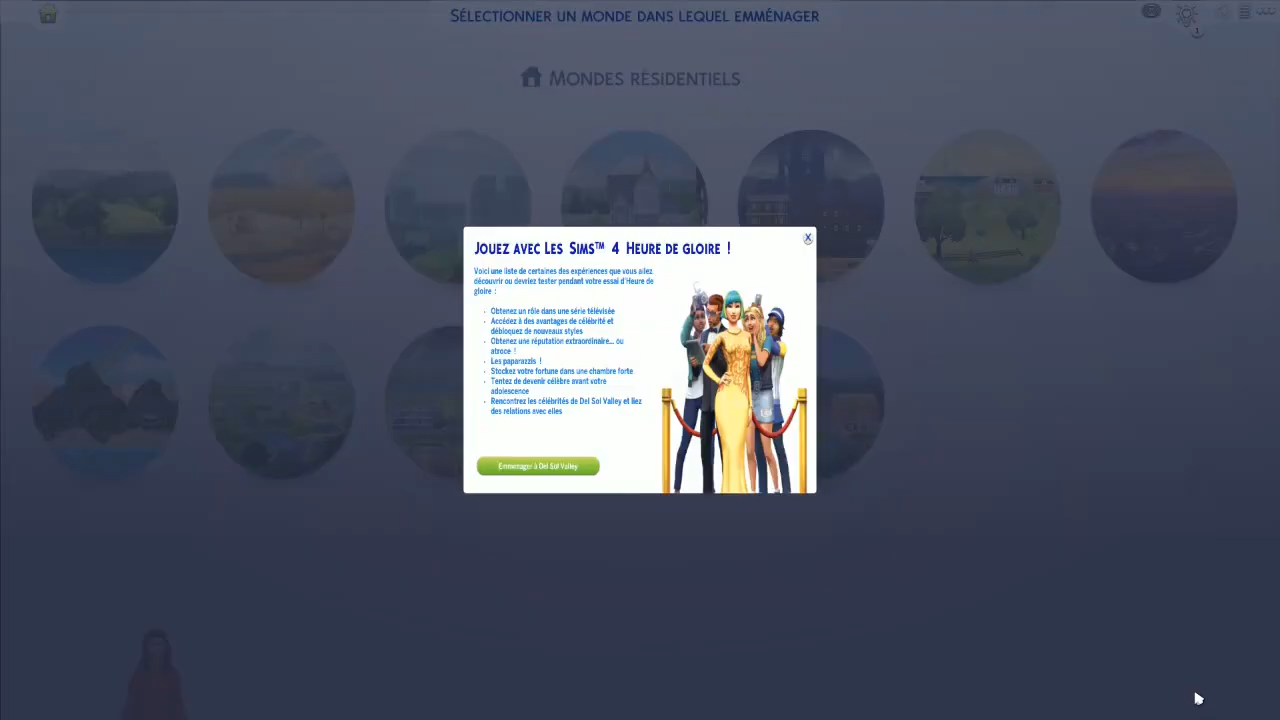 SÉLECTIONNER UN MONDE DANS LEQUEL EMMÉNAGER
1
MONDES RÉSIDENTIELS
JOUEZ AVEC LES SIMS™ 4 HEURE DE GLOIRE !
X
Voici une liste de certaines des expériences que vous allez
découvrir ou devriez tester pendant votre essai d'Heure de
gloire :
· Obtenez un rôle dans une série télévisée
· Accédez à des avantages de célébrité et
débloquez de nouveaux styles
· Obtenez une réputation extraordinaire... ou
atroce !
· Les paparazzis !
· Stockez votre fortune dans une chambre forte
· Tentez de devenir célèbre avant votre
adolescence
· Rencontrez les célébrités de Del Sol Valley et liez
des relations avec elles
Emménager à Del Sol Valley